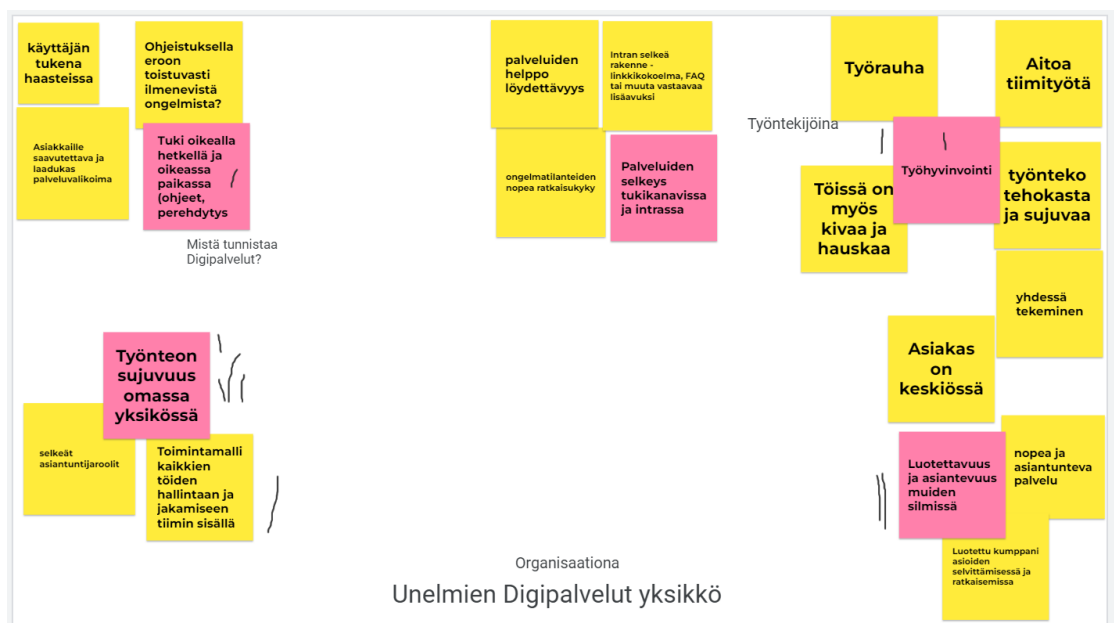 käyttäjän
tukena
haasteissa
Ohjeistuksella
eroon
toistuvasti
ilmenevistä
ongelmista?
Asiakkaille
saavutettava ja
laadukas
palveluvalikoima
Tuki oikealla
hetkellä ja
oikeassa
paikassa
(ohjeet,
perehdytys
Mistä tunnistaa
Digipalvelut?
palveluiden
helppo
löydettävyys
Intran selkeä
rakenne -
linkkikokoelma, FAQ
tai muuta vastaavaa
lisäavuksi
ongelmatilanteiden
nopea ratkaisukyky
Palveluiden
selkeys
tukikanavissa
ja intrassa
Työrauha
Aitoa
tiimityötä
Työntekijöina
Työhyvinvointi
Töissä on
myös
kivaa ja
hauskaa
työnteko
tehokasta
ja sujuvaa
yhdessä
tekeminen
Työnteon
sujuvuus
omassa
yksikössä
selkeät
asiantuntijaroolit
Toimintamalli
kaikkien
töiden
hallintaan ja
jakamiseen
tiimin sisällä
Asiakas
on
keskiössä
Luotettavuus
ja asiantevuus
muiden
silmissä
nopea ja
asiantunteva
palvelu
Luotettu kumppani
asioiden
selvittämisessä ja
ratkaisemissa
Organisaationa
Unelmien Digipalvelut yksikkö